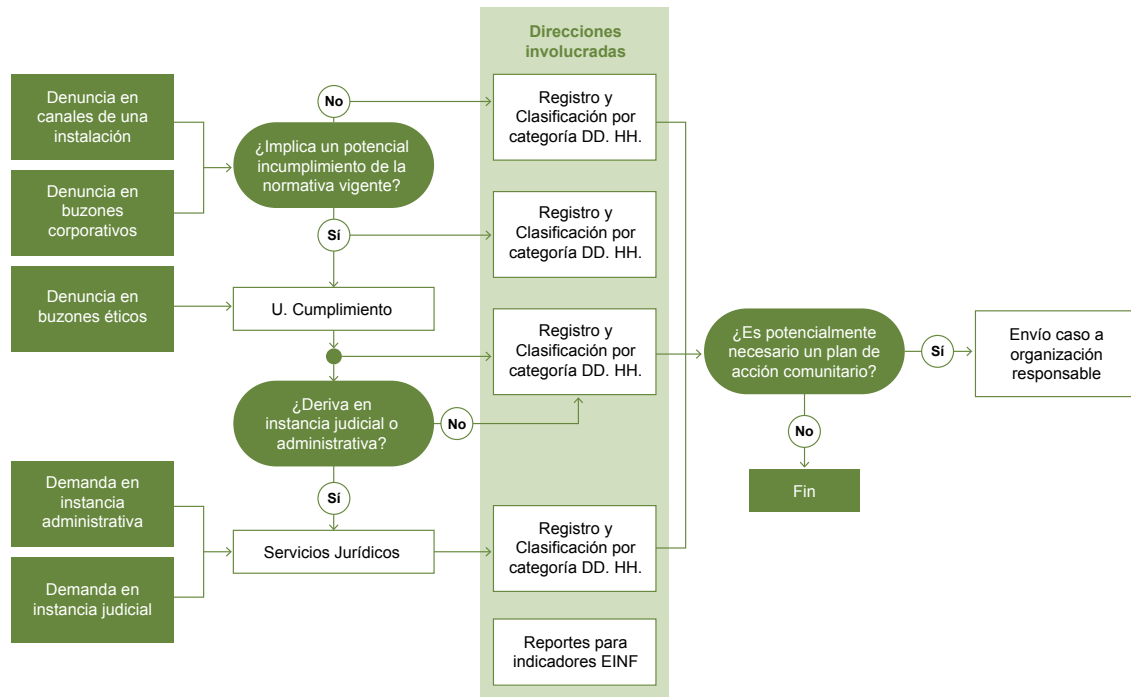 Direcciones
involucradas
Denuncia en
canales de una
instalación
Denuncia en
buzones
corporativos
Denuncia en
buzones éticos
Demanda en
instancia
administrativa
Demanda en
instancia judicial
No
¿Implica un potencial
incumplimiento de la
normativa vigente?
Sí
U. Cumplimiento
¿Deriva en
instancia judicial o
administrativa?
No
Sí
Servicios Jurídicos
Registro y
Clasificación por
categoría DD. HH.
Registro y
Clasificación por
categoría DD. HH.
Registro y
Clasificación por
categoría DD. HH.
Registro y
Clasificación por
categoría DD. HH.
Reportes para
indicadores EINF
¿Es potencialmente
necesario un plan de
acción comunitario?
Sí
No
Fin
Envío caso a
organización
responsable